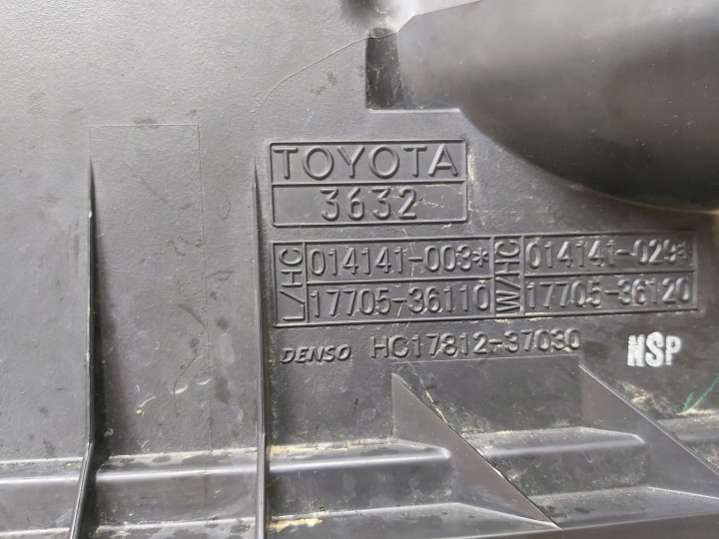 TOYOTA
3632
L/HC 014141-003* W/HC 014141-029*
17705-36110 17705-36120
DENSO HC17812-37030 NSP